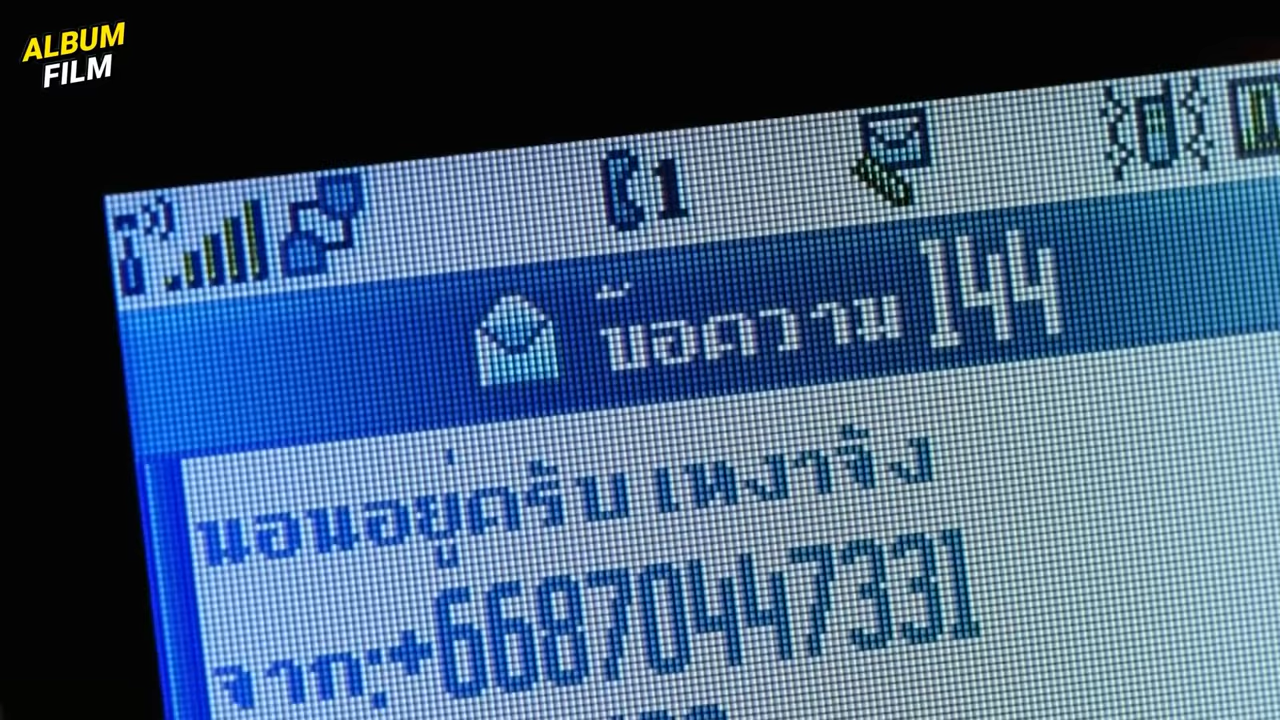 ALBUM
FILM
1
ข้อความ 144
นอนอยู่ครับ เหงาจัง
จาก:+66870447331